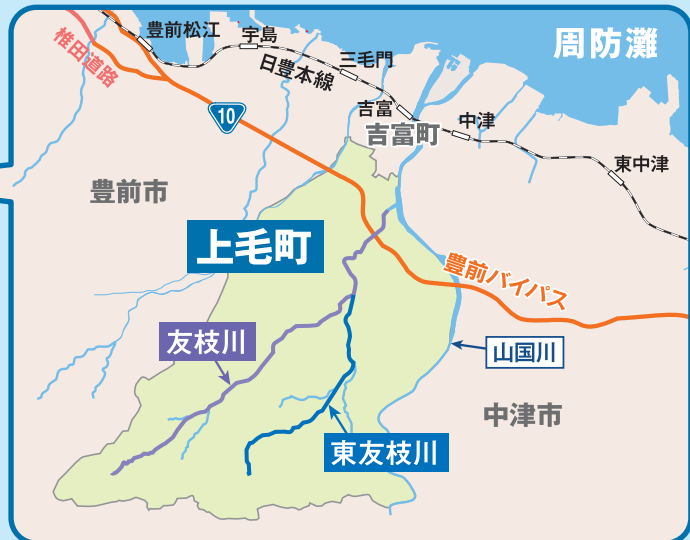 豊前松江
宇島
周防灘
椎田道路
日豊本線
三毛門
10
吉富
中津
吉富町
東中津
豊前市
上毛町
豊前バイパス
友枝川
山国川
中津市
東友枝川